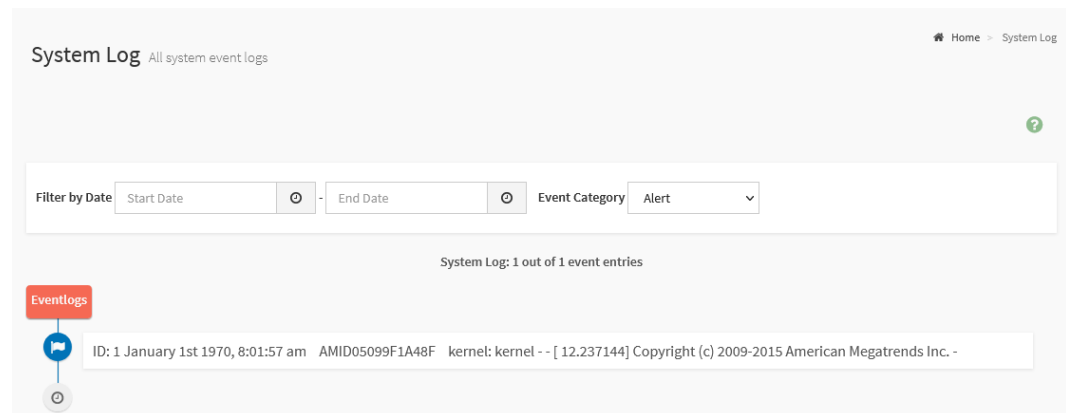 Home > System Log
System Log All system event logs
Filter by Date Start Date - End Date Event Category Alert
System Log: 1 out of 1 event entries
Eventlogs
ID: 1 January 1st 1970, 8:01:57 am AMID05099F1A48F kernel: kernel - - [ 12.237144] Copyright (c) 2009-2015 American Megatrends Inc. -